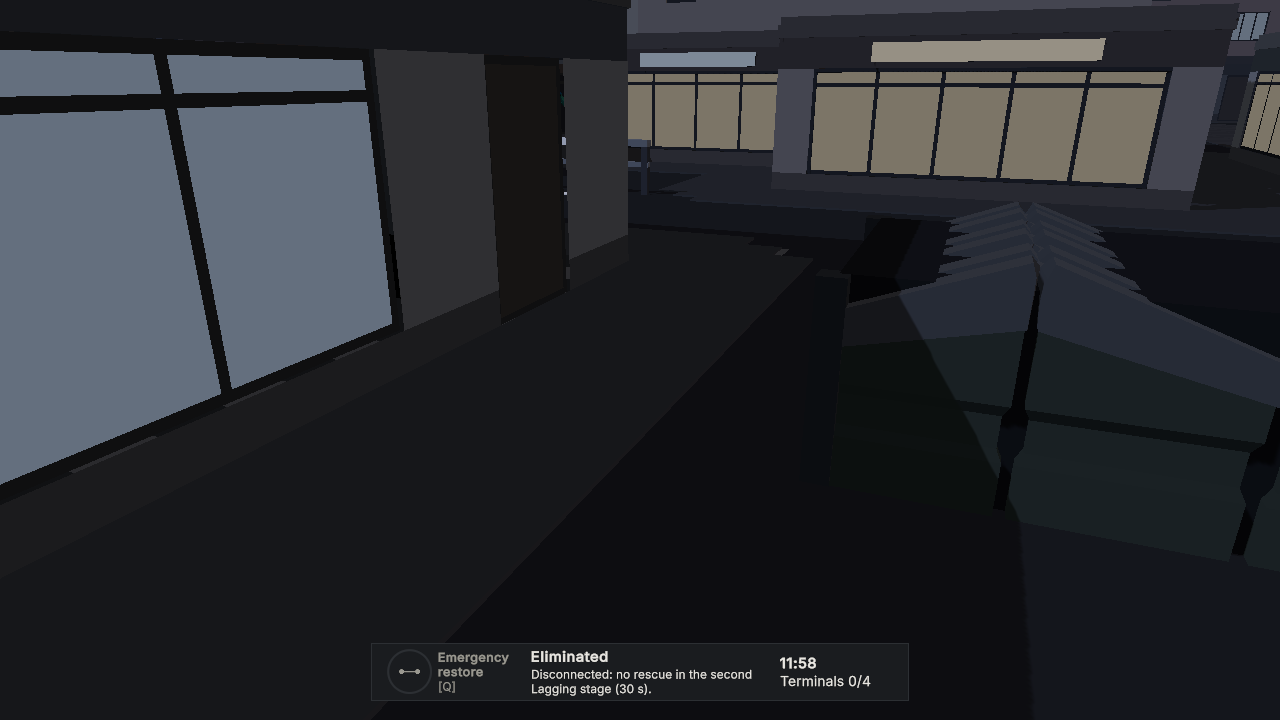 Emergency
restore
[Q]
Eliminated
Disconnected: no rescue in the second
Lagging stage (30 s).
11:58
Terminals 0/4